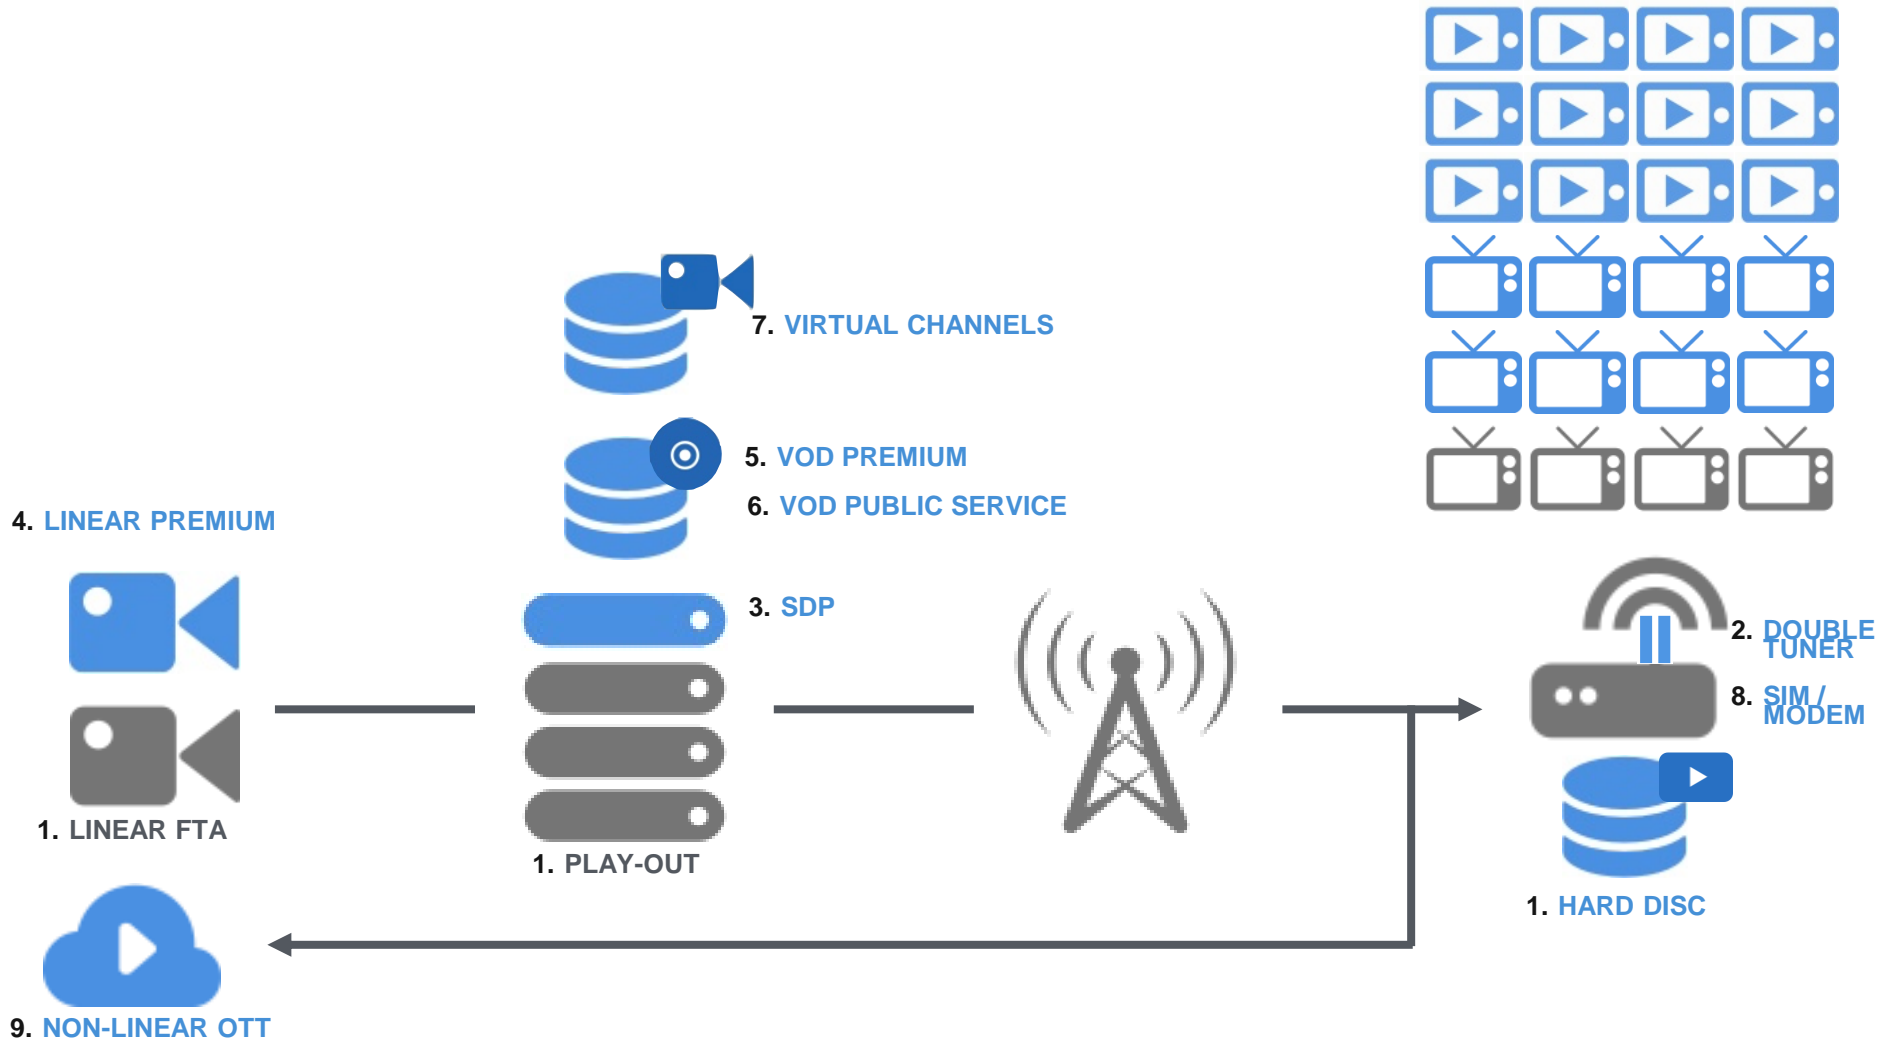 7. VIRTUAL CHANNELS
5. VOD PREMIUM
6. VOD PUBLIC SERVICE
4. LINEAR PREMIUM
3. SDP
2. DOUBLE
TUNER
8. SIM /
MODEM
1. LINEAR FTA
1. PLAY-OUT
1. HARD DISC
9. NON-LINEAR OTT